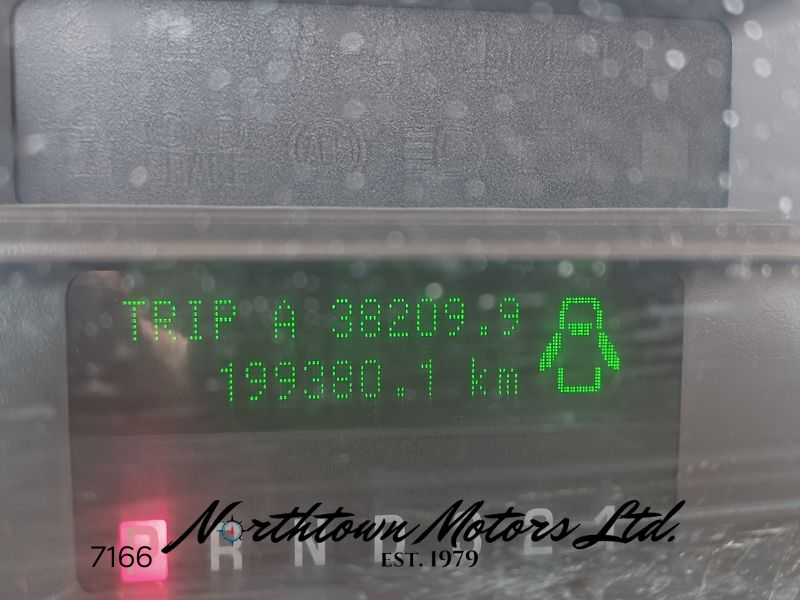 TRIP A 38209.9
199380.1 km
Northtown Motors Ltd.
7166
R N D 2 1
EST. 1979